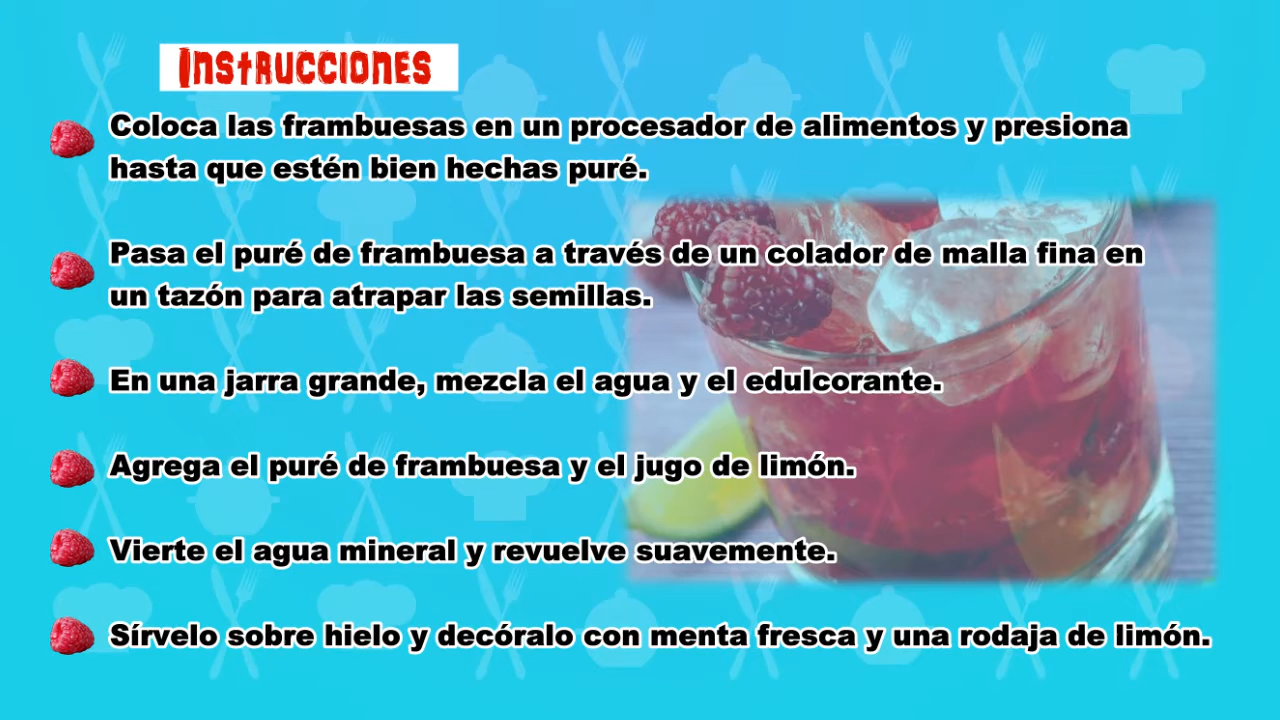 Instrucciones
Coloca las frambuesas en un procesador de alimentos y presiona
hasta que estén bien hechas puré.
Pasa el puré de frambuesa a través de un colador de malla fina en
un tazón para atrapar las semillas.
En una jarra grande, mezcla el agua y el edulcorante.
Agrega el puré de frambuesa y el jugo de limón.
Vierte el agua mineral y revuelve suavemente.
Sírvelo sobre hielo y decóralo con menta fresca y una rodaja de limón.